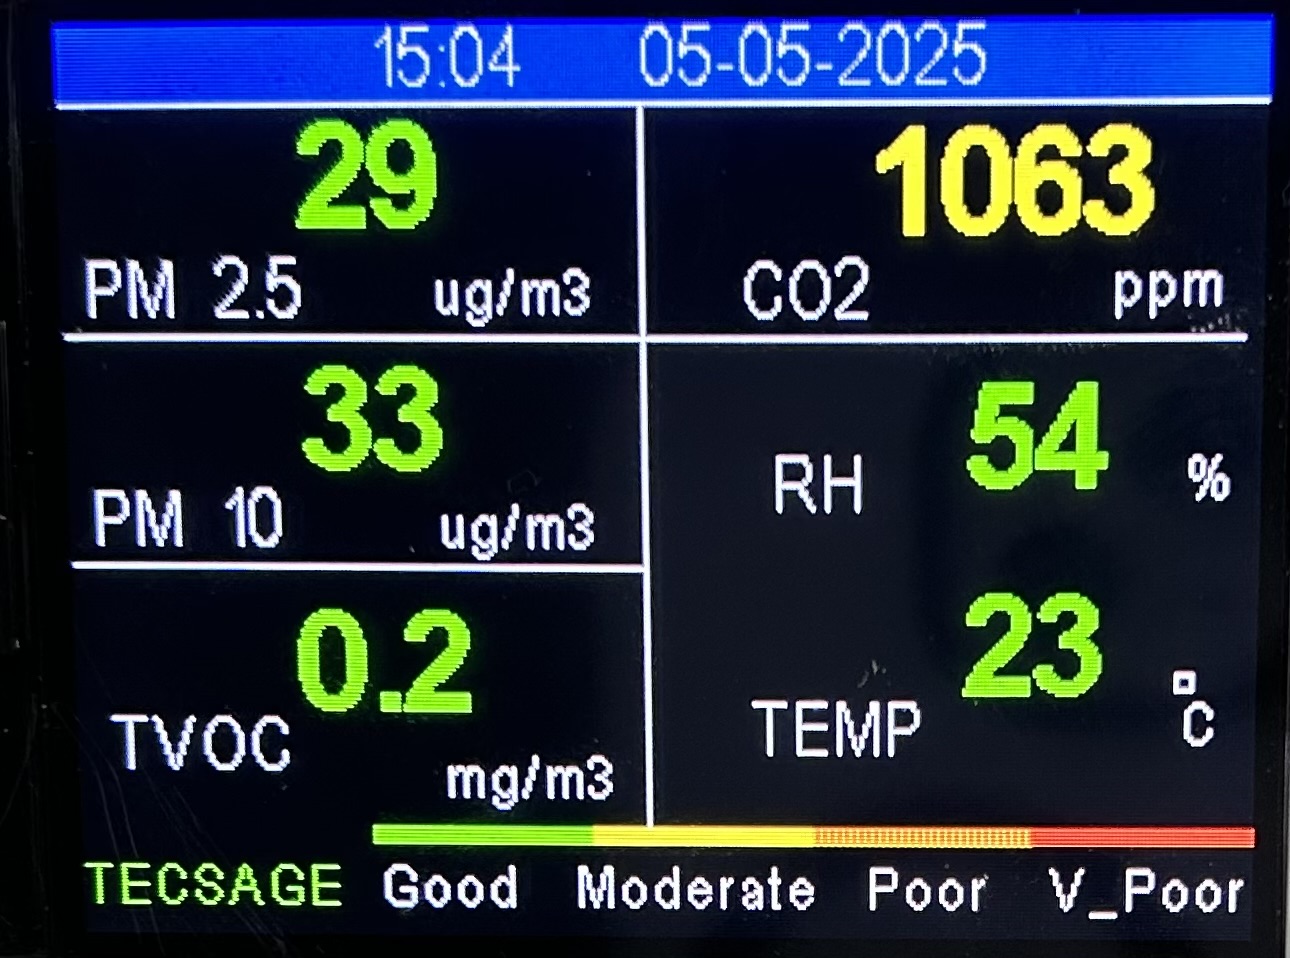 15:04 05-05-2025
29
PM 2.5 ug/m3
1063
CO2 ppm
33
PM 10 ug/m3
54
RH %
0.2
TVOC
mg/m3
23
TEMP °C
TECSAGE Good Moderate Poor V_Poor